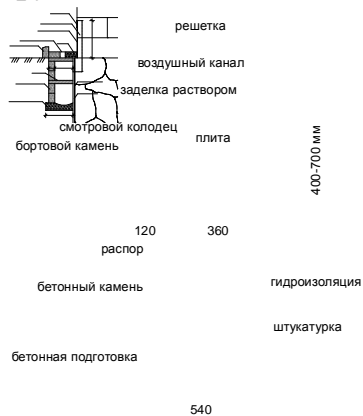 решетка
воздушный канал
заделка раствором
смотровой колодец
плита
бортовой камень
400-700 мм
120 360
распор
бетонный камень
гидроизоляция
штукатурка
бетонная подготовка
540